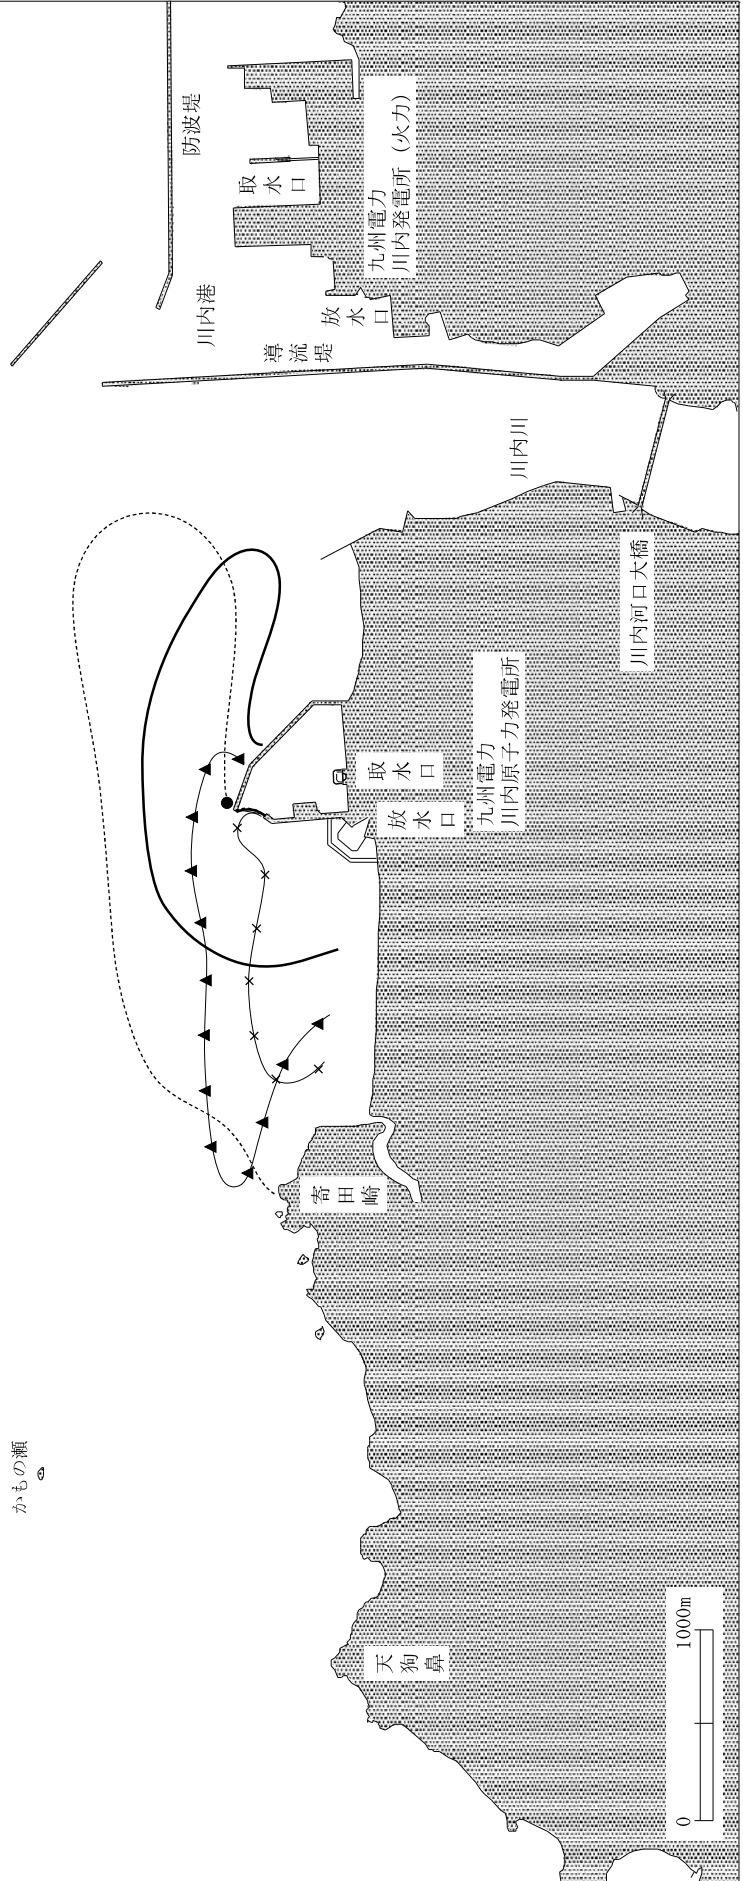 防波堤
取水口
九州電力
川内発電所 (火力)
川内港
放水口
導流堤
川内川
川内河口大橋
取水口
放水口
九州電力
川内原子力発電所
寄田崎
かもの瀬
天狗鼻
0 1000m